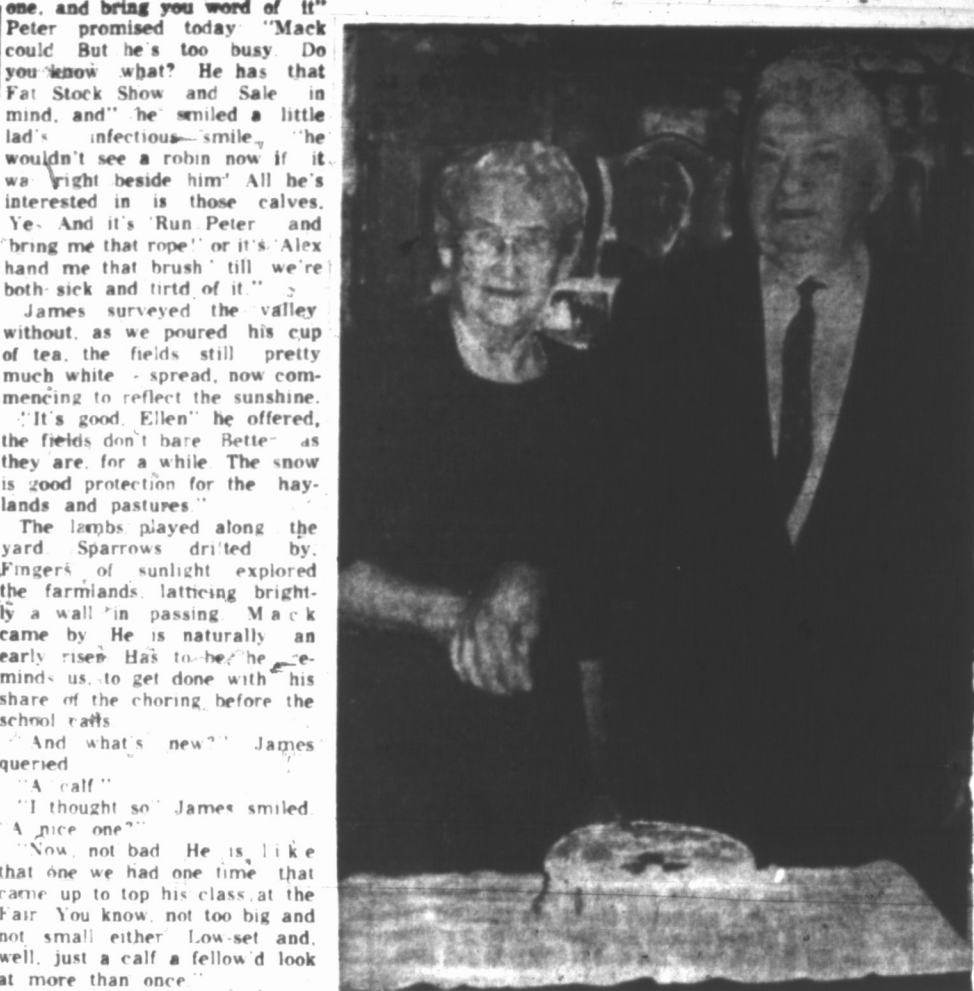 one, and bring you word of it"
Peter promised today "Mack
could But he's too busy. Do
you know what? He has that
Fat Stock Show and Sale in
mind, and" he smiled a little
lad's infectious smile, "he
wouldn't see a robin now if it
wa right beside him! All he's
interested in is those calves.
Ye. And it's 'Run Peter and
bring me that rope!' or it's 'Alex
hand me that brush' till we're
both sick and tirtd of it."
James surveyed the valley
without, as we poured his cup
of tea, the fields still pretty
much white - spread, now com-
mencing to reflect the sunshine.
"It's good, Ellen" he offered,
the fields don't bare Bette- as
they are, for a while. The snow
is good protection for the hay-
lands and pastures."
The lambs played along the
yard. Sparrows drifted by.
Fingers of sunlight explored
the farmlands, latticing bright-
ly a wall in passing. Mack
came by He is naturally an
early riser Has to be, he re-
minds us, to get done with his
share of the choring before the
school calls
"And what's new?" James
queried
"A calf"
"I thought so" James smiled.
"A nice one?"
"Now, not bad He is like
that one we had one time that
came up to top his class at the
Fair You know, not too big and
not small either Low-set and,
well, just a calf a fellow'd look
at more than once"